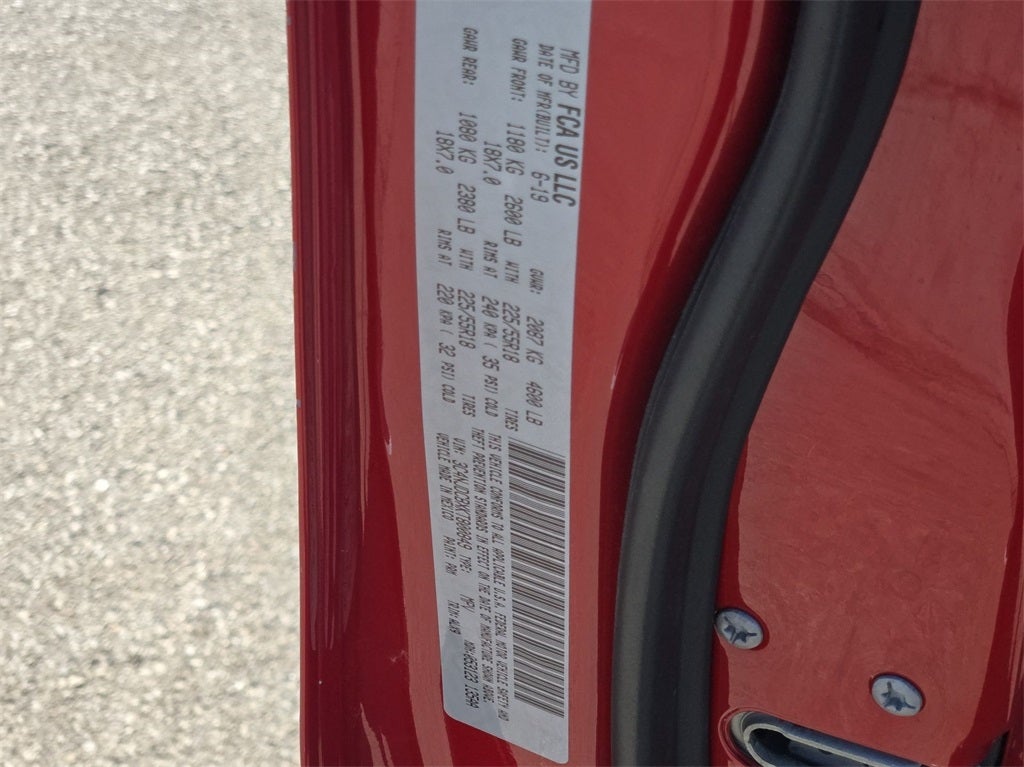 MFD BY FCA US LLC
DATE OF MFR(BUILT): 6-19 GVWR: 2087 KG 4600 LB
GAWR FRONT: 1180 KG 2600 LB WITH 225/55R18 TIRES
18X7.0 RIMS AT 240 KPA ( 35 PSI) COLD
GAWR REAR: 1080 KG 2380 LB WITH 225/55R18 TIRES
18X7.0 RIMS AT 220 KPA ( 32 PSI) COLD
THIS VEHICLE CONFORMS TO ALL APPLICABLE U.S.A. FEDERAL MOTOR VEHICLE SAFETY AND
THEFT PREVENTION STANDARDS IN EFFECT ON THE DATE OF MANUFACTURE SHOWN ABOVE.
VIN: TYPE: MPV MDH:
VEHICLE MADE IN MEXICO PAINT: TRIM: